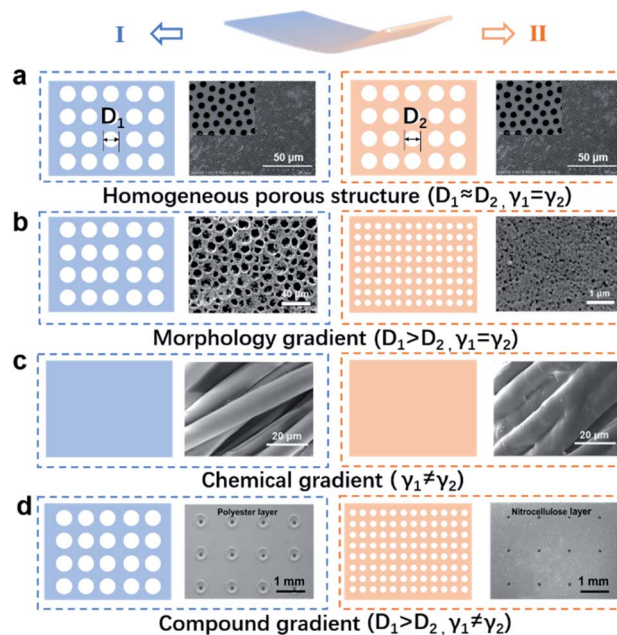 I
II
a
D₁
50 μm
D₂
50 μm
Homogeneous porous structure (D₁≈D₂, γ₁=γ₂)
b
40 μm
1 μm
Morphology gradient (D₁>D₂, γ₁=γ₂)
c
20 μm
20 μm
Chemical gradient (γ₁≠γ₂)
d
Polyester layer
1 mm
Nitrocellulose layer
1 mm
Compound gradient (D₁>D₂, γ₁≠γ₂)